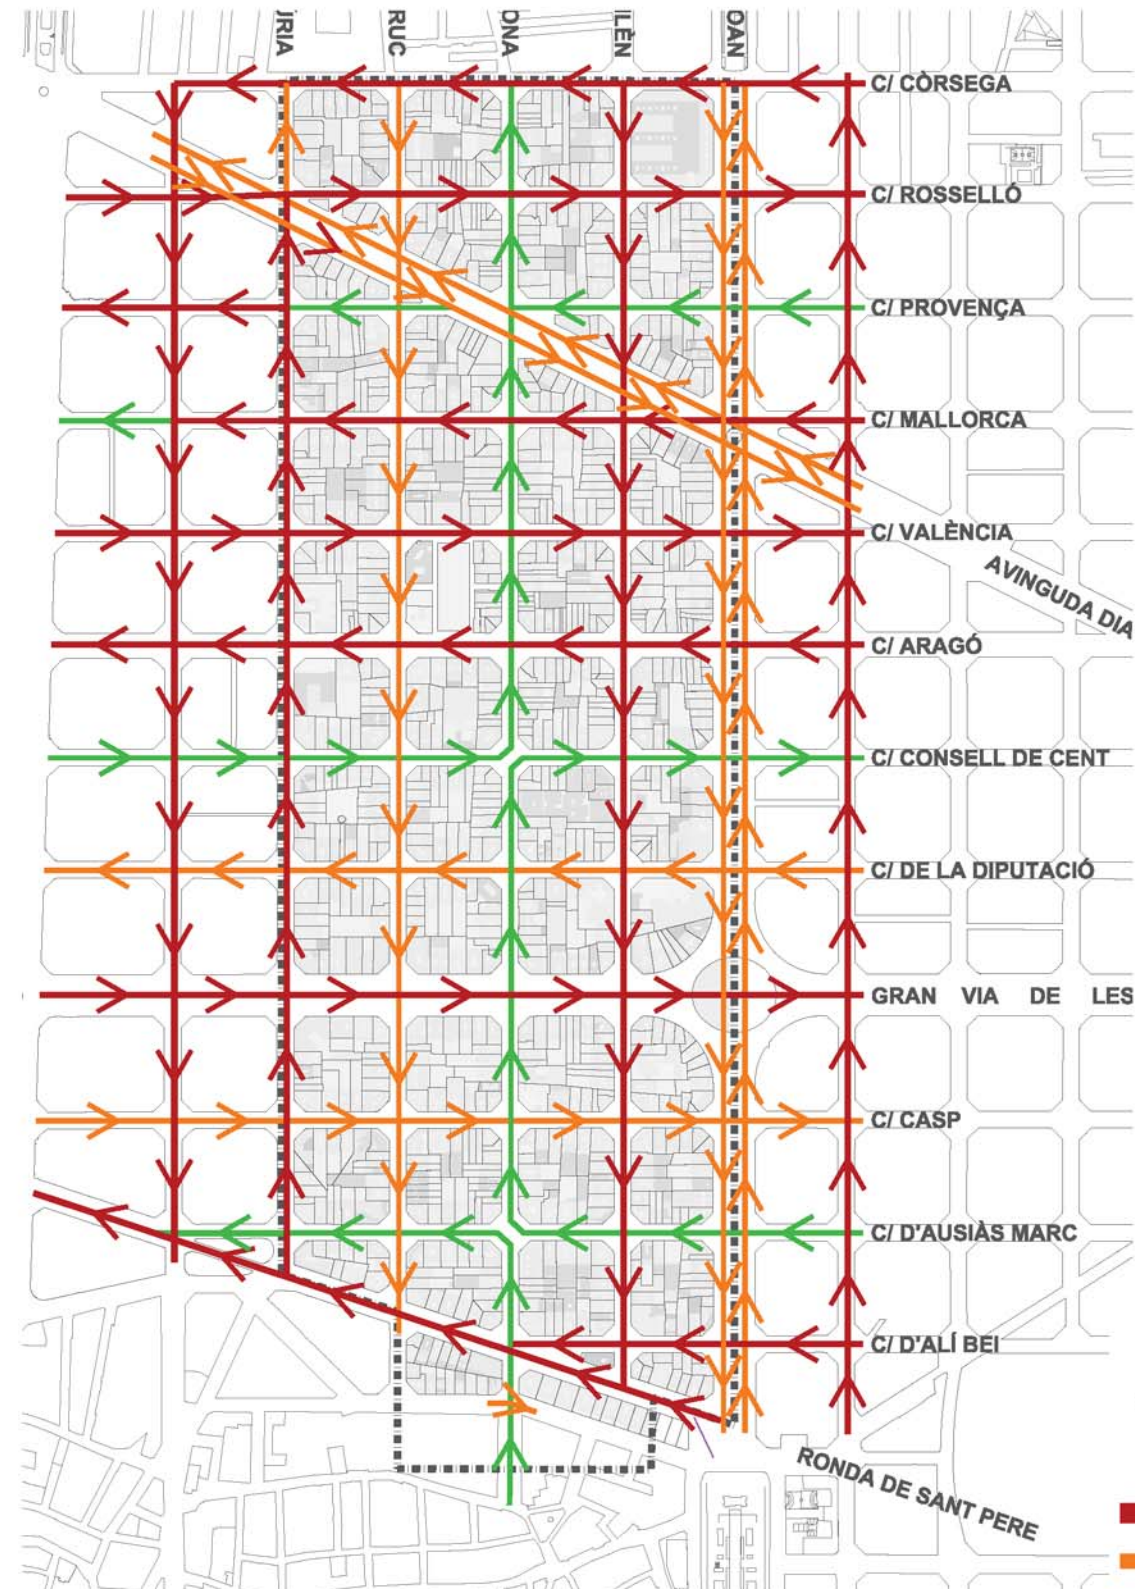 ÚRIA
RUC
ONA
ILÈN
OAN
C/ CÒRSEGA
C/ ROSSELLÓ
C/ PROVENÇA
C/ MALLORCA
C/ VALÈNCIA
AVINGUDA DIA
C/ ARAGÓ
C/ CONSELL DE CENT
C/ DE LA DIPUTACIÓ
GRAN VIA DE LES
C/ CASP
C/ D'AUSIÀS MARC
C/ D'ALÍ BEI
RONDA DE SANT PERE